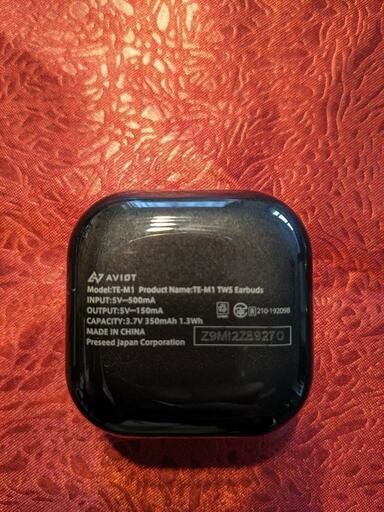 AVIOT
Model:TE-M1 Product Name:TE-M1 TWS Earbuds
INPUT:5V⎓500mA
OUTPUT:5V⎓150mA
CAPACITY:3.7V 350mAh 1.3Wh
MADE IN CHINA
Preseed Japan Corporation
R 210-192098
Z9MI2Z89270